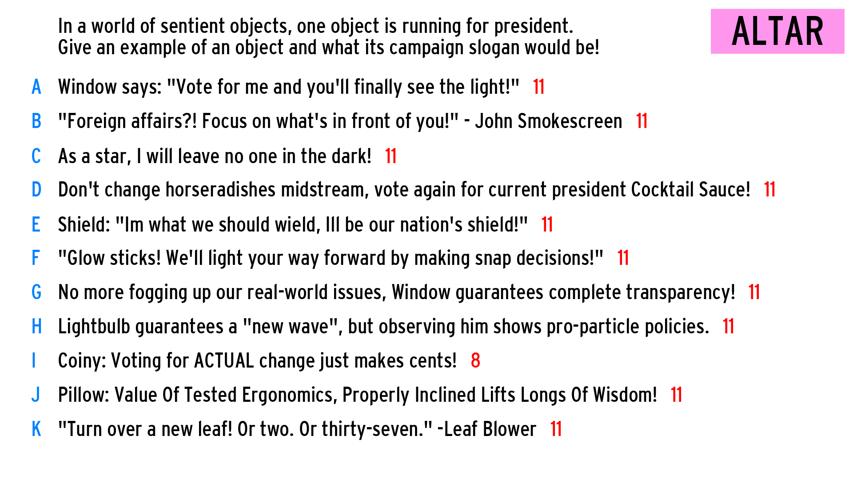 In a world of sentient objects, one object is running for president.
Give an example of an object and what its campaign slogan would be!
ALTAR
A Window says: "Vote for me and you'll finally see the light!" 11
B "Foreign affairs?! Focus on what's in front of you!" - John Smokescreen 11
C As a star, I will leave no one in the dark! 11
D Don't change horseradishes midstream, vote again for current president Cocktail Sauce! 11
E Shield: "Im what we should wield, Ill be our nation's shield!" 11
F "Glow sticks! We'll light your way forward by making snap decisions!" 11
G No more fogging up our real-world issues, Window guarantees complete transparency! 11
H Lightbulb guarantees a "new wave", but observing him shows pro-particle policies. 11
I Coiny: Voting for ACTUAL change just makes cents! 8
J Pillow: Value Of Tested Ergonomics, Properly Inclined Lifts Longs Of Wisdom! 11
K "Turn over a new leaf! Or two. Or thirty-seven." -Leaf Blower 11